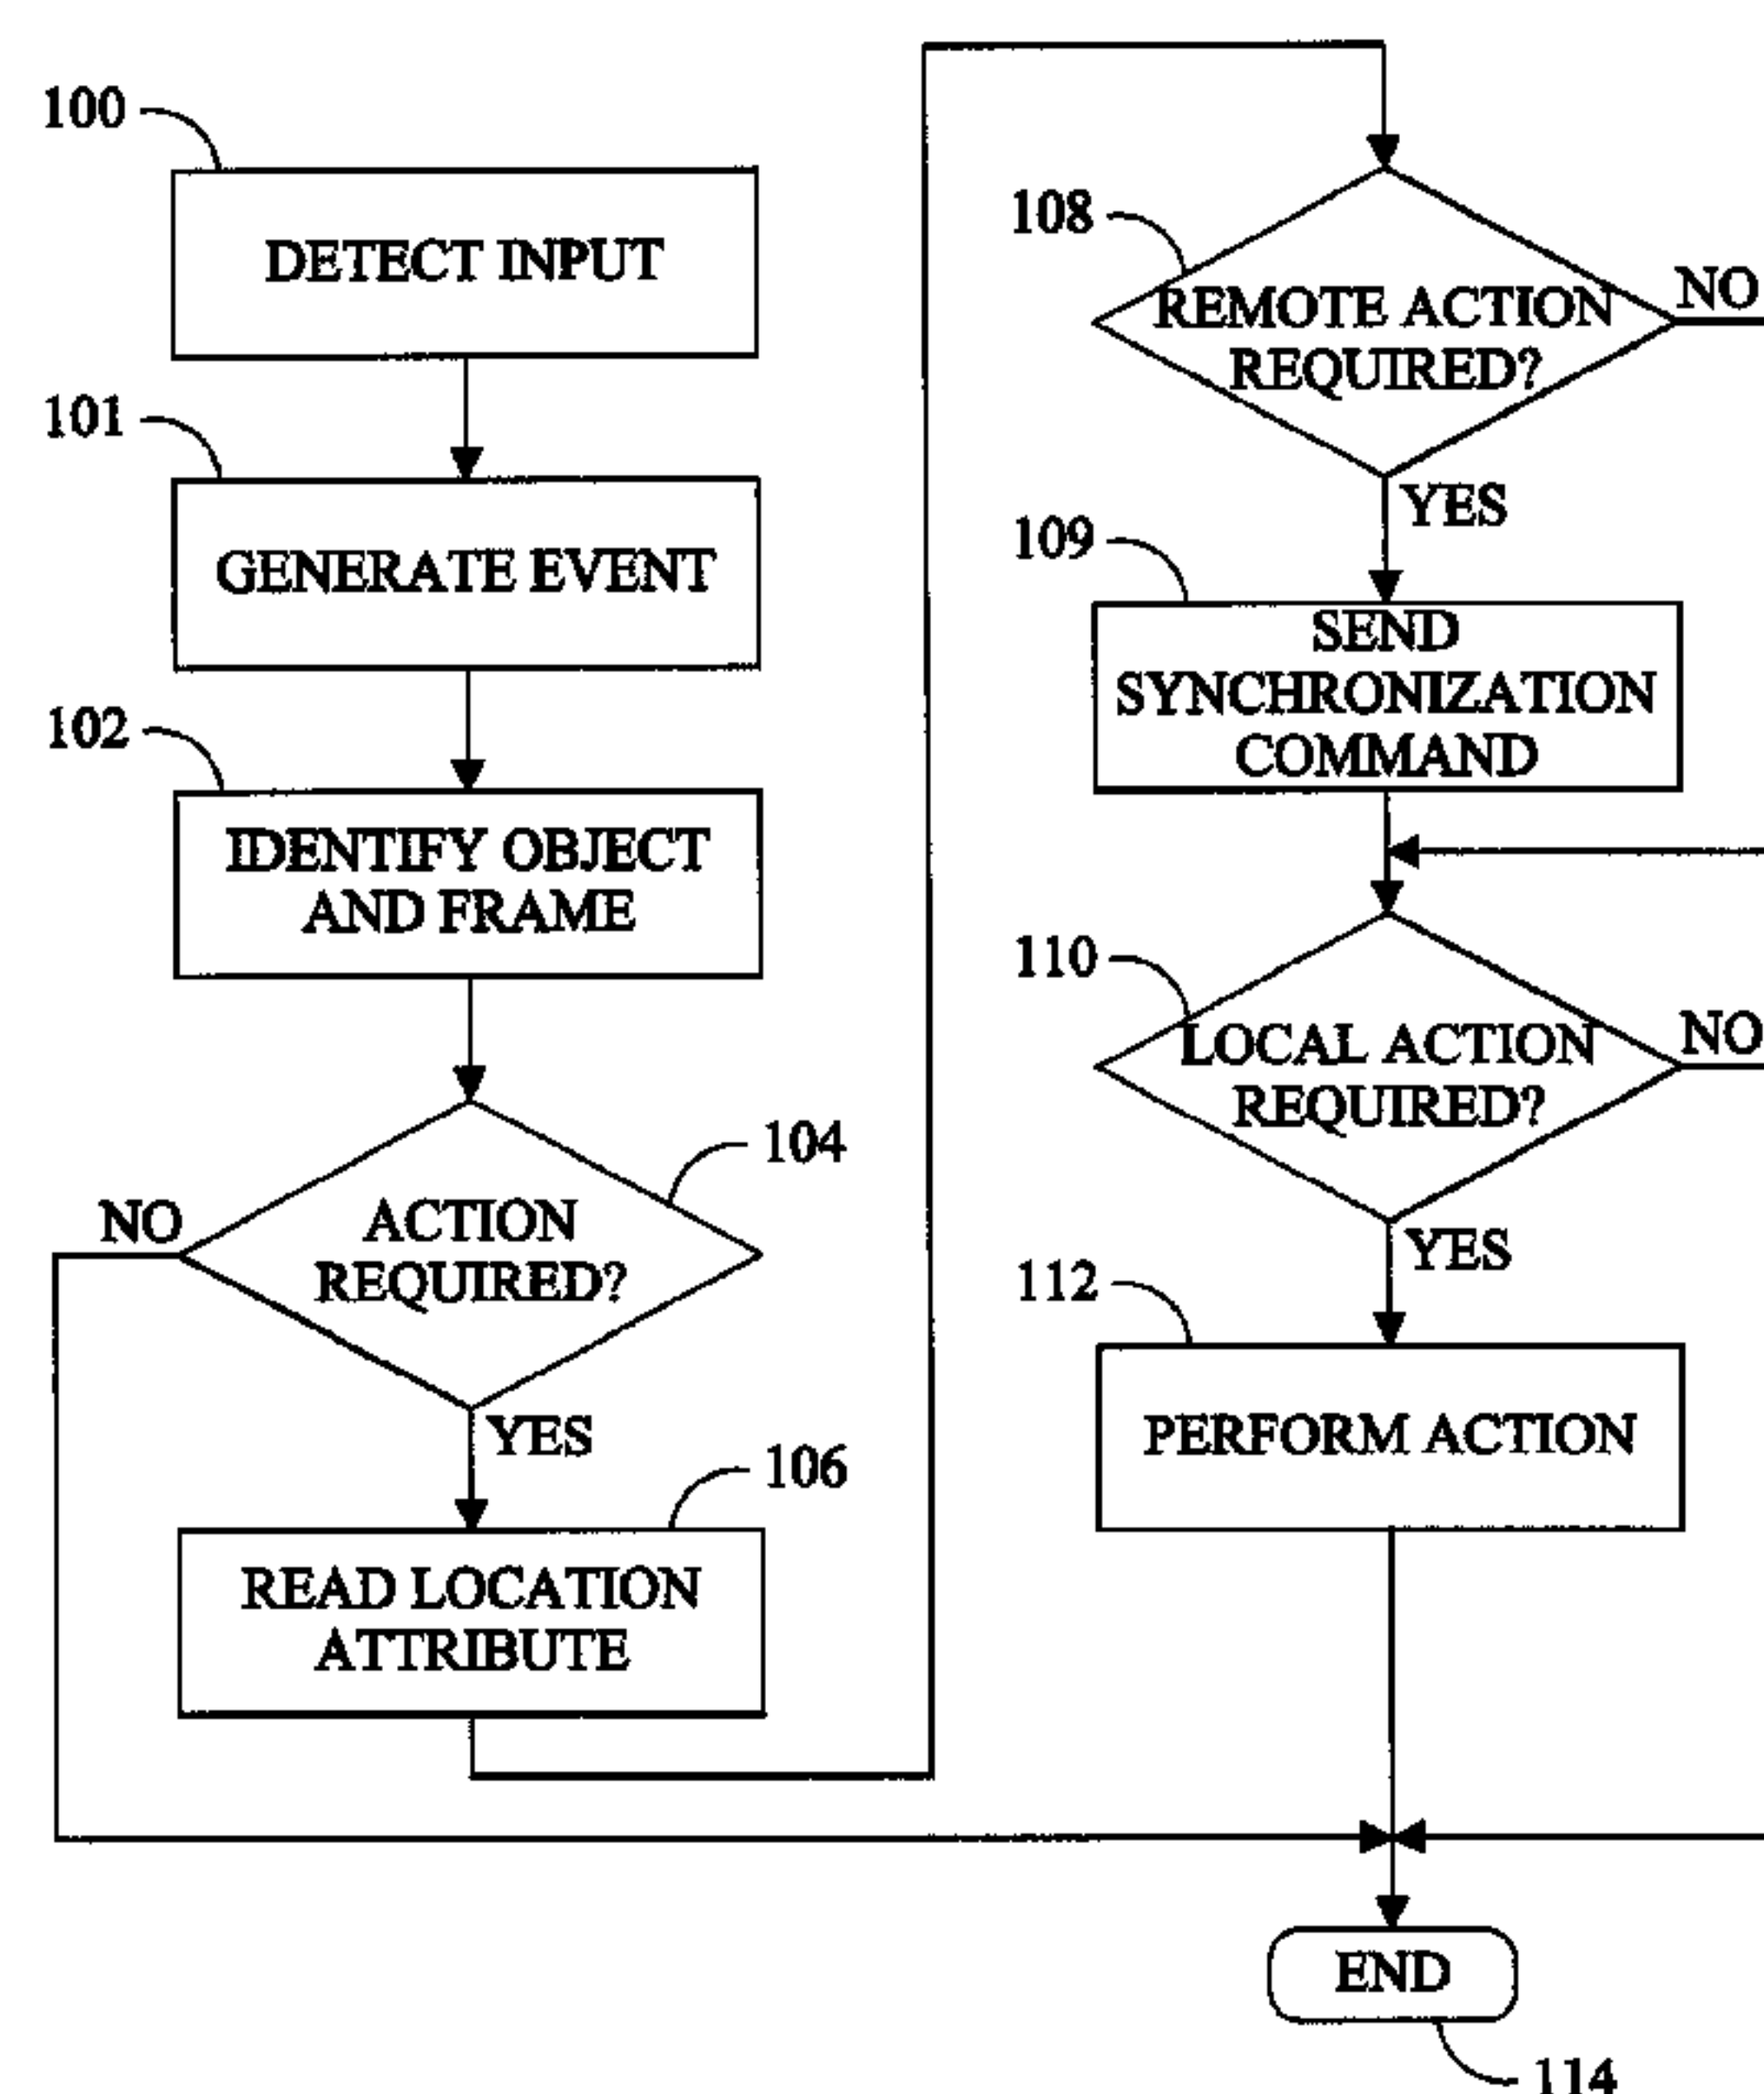 100
DETECT INPUT
101
GENERATE EVENT
102
IDENTIFY OBJECT
AND FRAME
104
NO
ACTION
REQUIRED?
YES
106
READ LOCATION
ATTRIBUTE
108
NO
REMOTE ACTION
REQUIRED?
YES
109
SEND
SYNCHRONIZATION
COMMAND
110
NO
LOCAL ACTION
REQUIRED?
YES
112
PERFORM ACTION
END
114